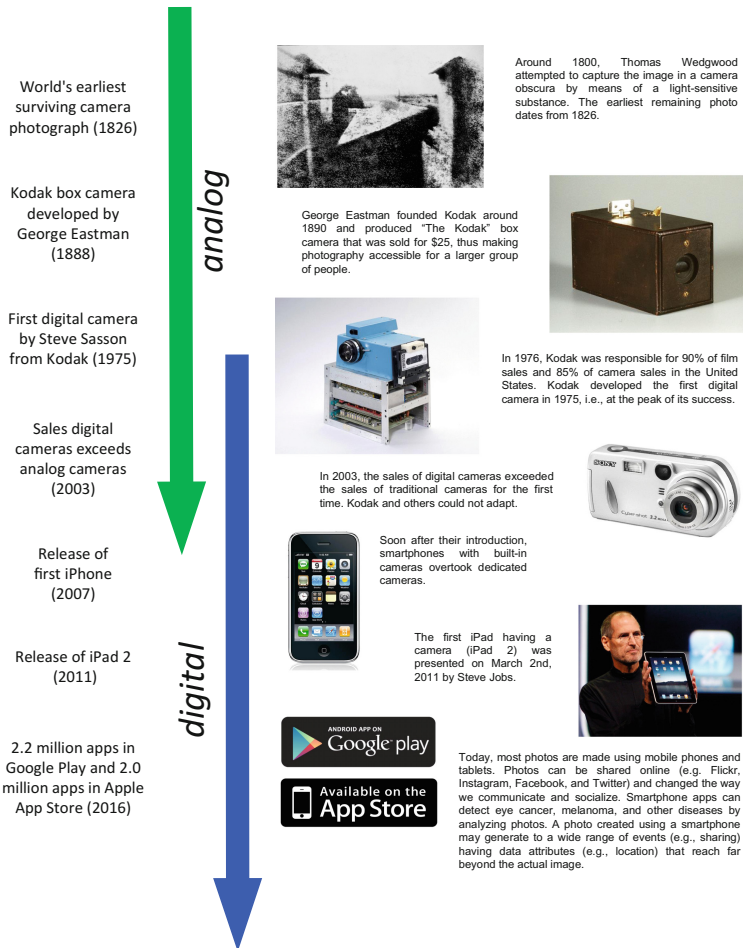 World's earliest
surviving camera
photograph (1826)
Around 1800, Thomas Wedgwood
attempted to capture the image in a camera
obscura by means of a light-sensitive
substance. The earliest remaining photo
dates from 1826.
analog
Kodak box camera
developed by
George Eastman
(1888)
George Eastman founded Kodak around
1890 and produced “The Kodak” box
camera that was sold for $25, thus making
photography accessible for a larger group
of people.
First digital camera
by Steve Sasson
from Kodak (1975)
In 1976, Kodak was responsible for 90% of film
sales and 85% of camera sales in the United
States. Kodak developed the first digital
camera in 1975, i.e., at the peak of its success.
Sales digital
cameras exceeds
analog cameras
(2003)
In 2003, the sales of digital cameras exceeded
the sales of traditional cameras for the first
time. Kodak and others could not adapt.
SONY
Cyber-shot 3.2
Release of
first iPhone
(2007)
Soon after their introduction,
smartphones with built-in
cameras overtook dedicated
cameras.
digital
Release of iPad 2
(2011)
The first iPad having a
camera (iPad 2) was
presented on March 2nd,
2011 by Steve Jobs.
2.2 million apps in
Google Play and 2.0
million apps in Apple
App Store (2016)
ANDROID APP ON
Google play
Available on the
App Store
Today, most photos are made using mobile phones and
tablets. Photos can be shared online (e.g. Flickr,
Instagram, Facebook, and Twitter) and changed the way
we communicate and socialize. Smartphone apps can
detect eye cancer, melanoma, and other diseases by
analyzing photos. A photo created using a smartphone
may generate to a wide range of events (e.g., sharing)
having data attributes (e.g., location) that reach far
beyond the actual image.